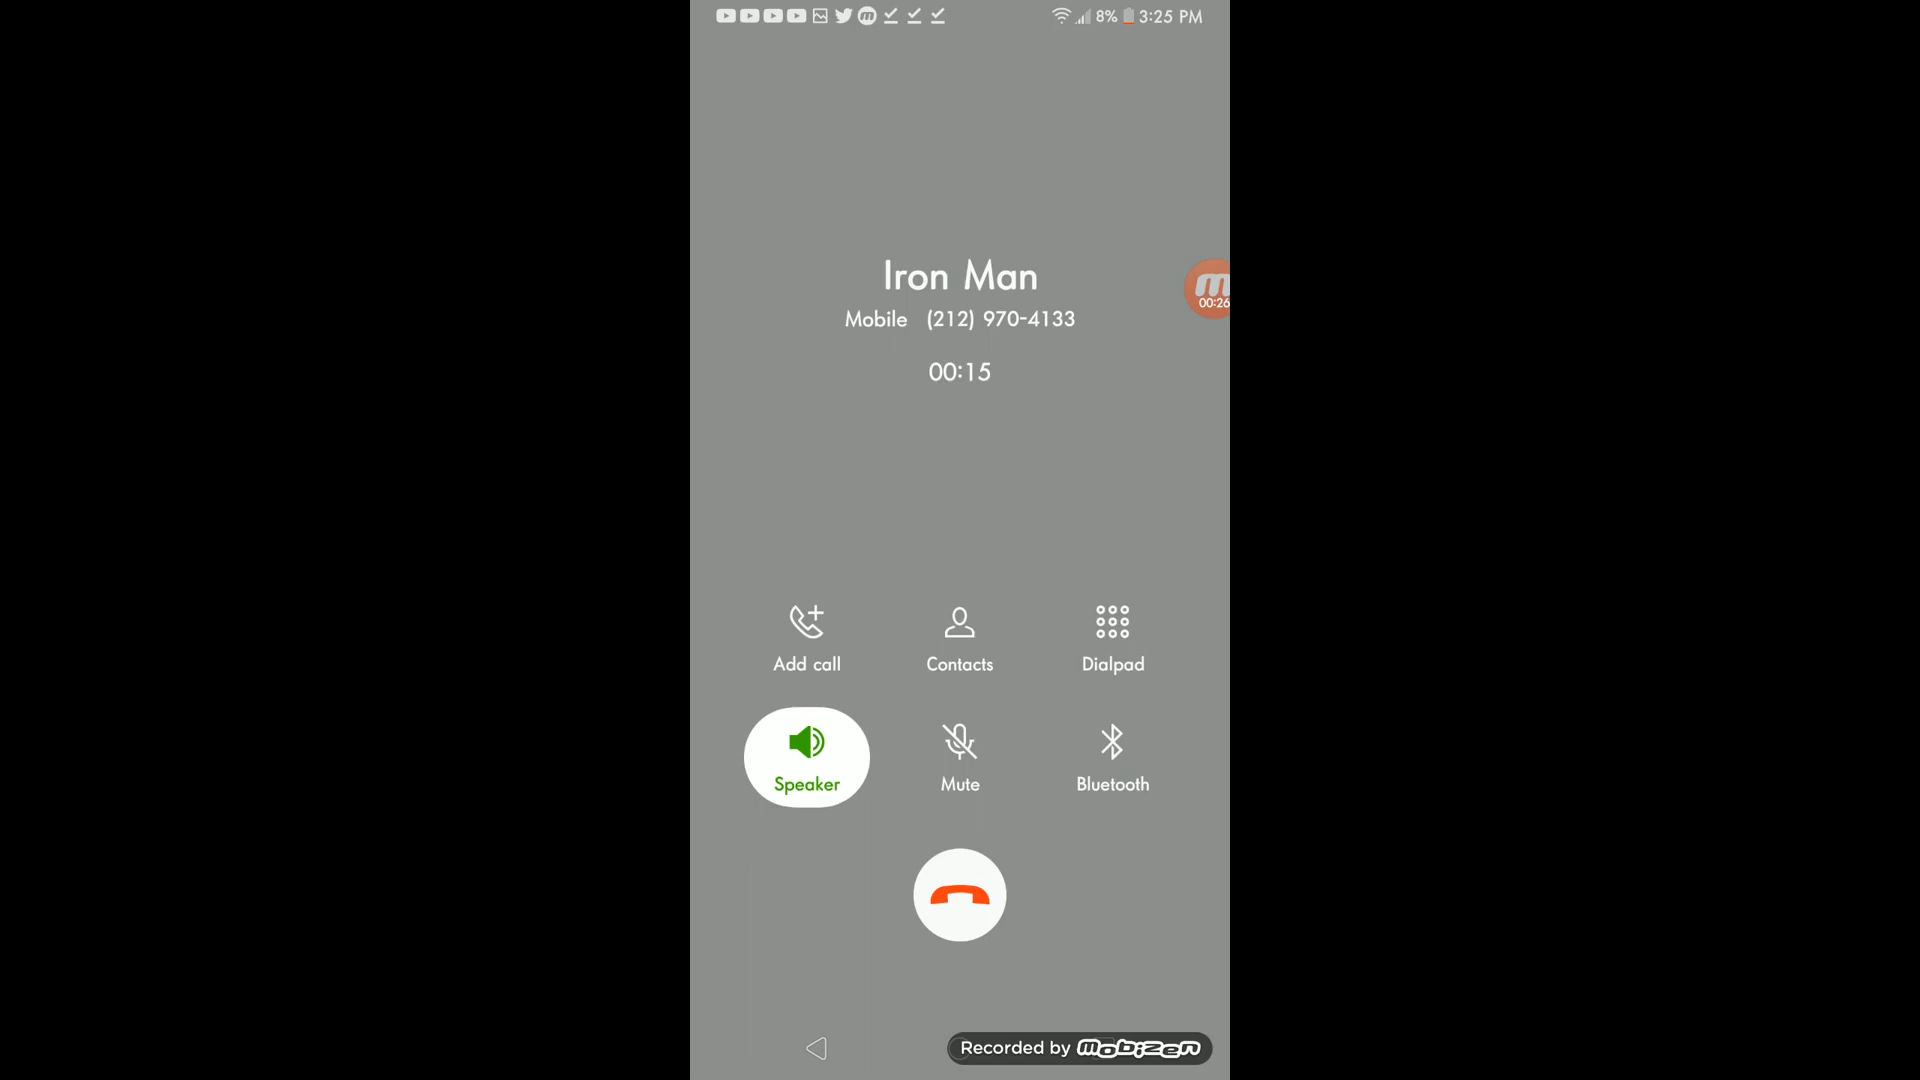 8% 3:25 PM
Iron Man
Mobile (212) 970-4133
00:26
00:15
Add call Contacts Dialpad
Speaker Mute Bluetooth
Recorded by mobizen